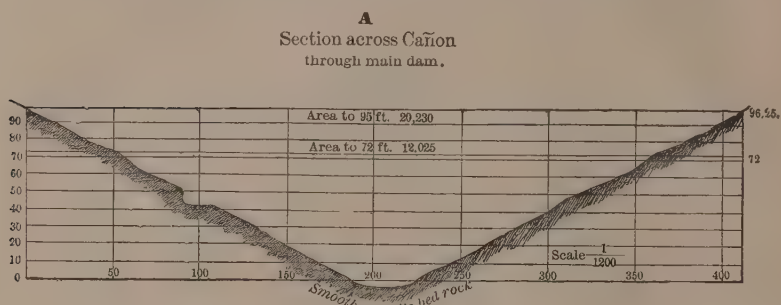 A
Section across Cañon
through main dam.
90
80
70
60
50
40
30
20
10
0
Area to 95 ft. 20,230
Area to 72 ft. 12,025
96,25.
72
Scale 1/1200
50
100
150
200
250
300
350
400
Smooth bed rock